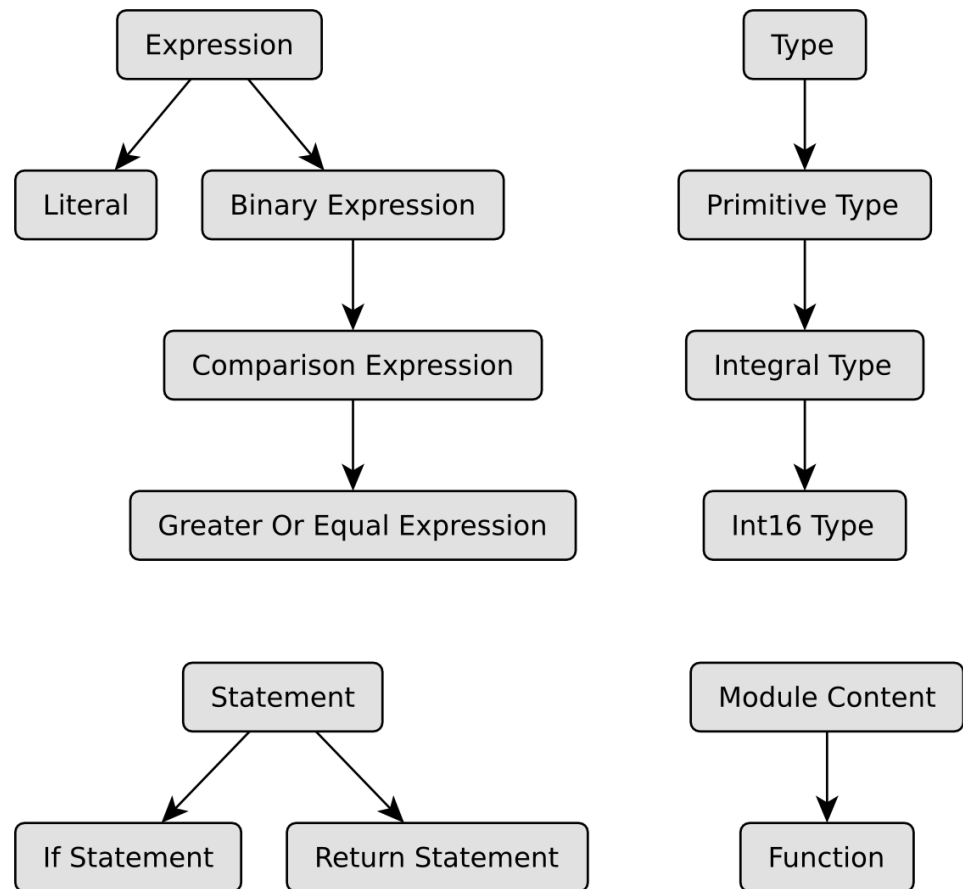 Expression
Type
Literal
Binary Expression
Primitive Type
Comparison Expression
Integral Type
Greater Or Equal Expression
Int16 Type
Statement
Module Content
If Statement
Return Statement
Function